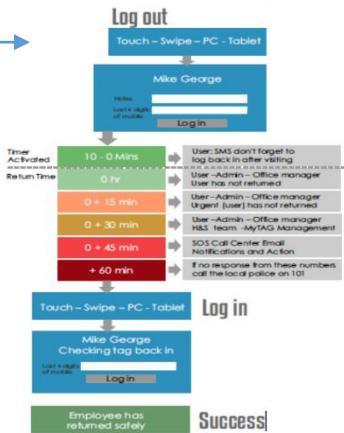 Log out
Touch – Swipe – PC - Tablet
Mike George
Notes
Last 4 digits
of mobile
Log in
Timer
Activated
10 - 0 Mins
User: SMS don't forget to
log back in after visiting
Return Time
0 hr
User – Admin – Office manager
User has not returned
0 + 15 min
User – Admin – Office manager
Urgent (user) has not returned
0 + 30 min
User – Admin – Office manager
H&S team - MyTAG Management
0 + 45 min
SOS Call Center Email
Notifications and Action
+ 60 min
If no response from these numbers
call the local police on 101
Touch – Swipe – PC - Tablet
Log in
Mike George
Checking tag back in
Last 4 digits
of mobile
Log in
Employee has
returned safely
Success